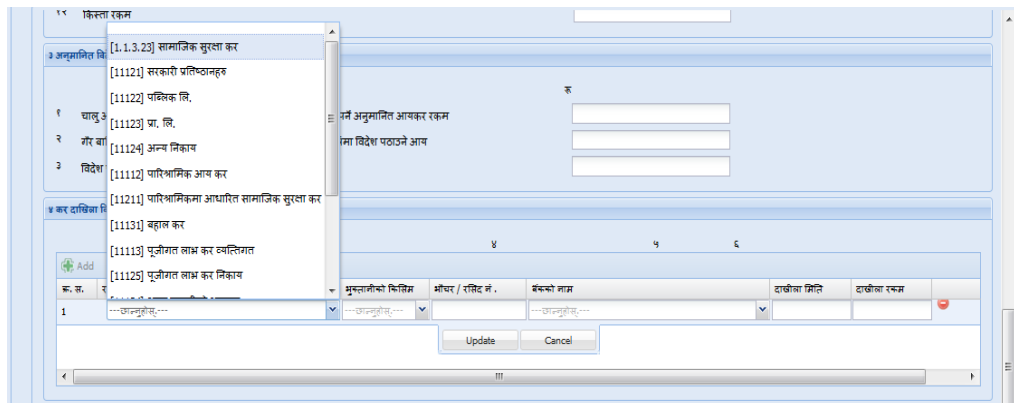 १२ किस्ता रकम
३ अनुमानित वि
रू
१ चालु अ
नर्ने अनुमानित आयकर रकम
२ गैर बा
मा विदेश पठाउने आय
३ विदेश
[1.1.3.23] सामाजिक सुरक्षा कर
[11121] सरकारी प्रतिष्ठानहरु
[11122] पब्लिक लि.
[11123] प्रा. लि.
[11124] अन्य निकाय
[11112] पारिश्रामिक आय कर
[11211] पारिश्रामिकमा आधारित सामाजिक सुरक्षा कर
[11131] बहाल कर
[11113] पूजीगत लाभ कर व्यक्तिगत
[11125] पूजीगत लाभ कर निकाय
४ कर दाखिला वि
४ ५ ६
Add
क्र. स. भुक्तानीको किसिम भौचर / रसिद नं . बैंकको नाम दाखीला मिति दाखीला रकम
1 ---छान्नुहोस्.--- ---छान्नुहोस्.--- ---छान्नुहोस्.---
Update Cancel